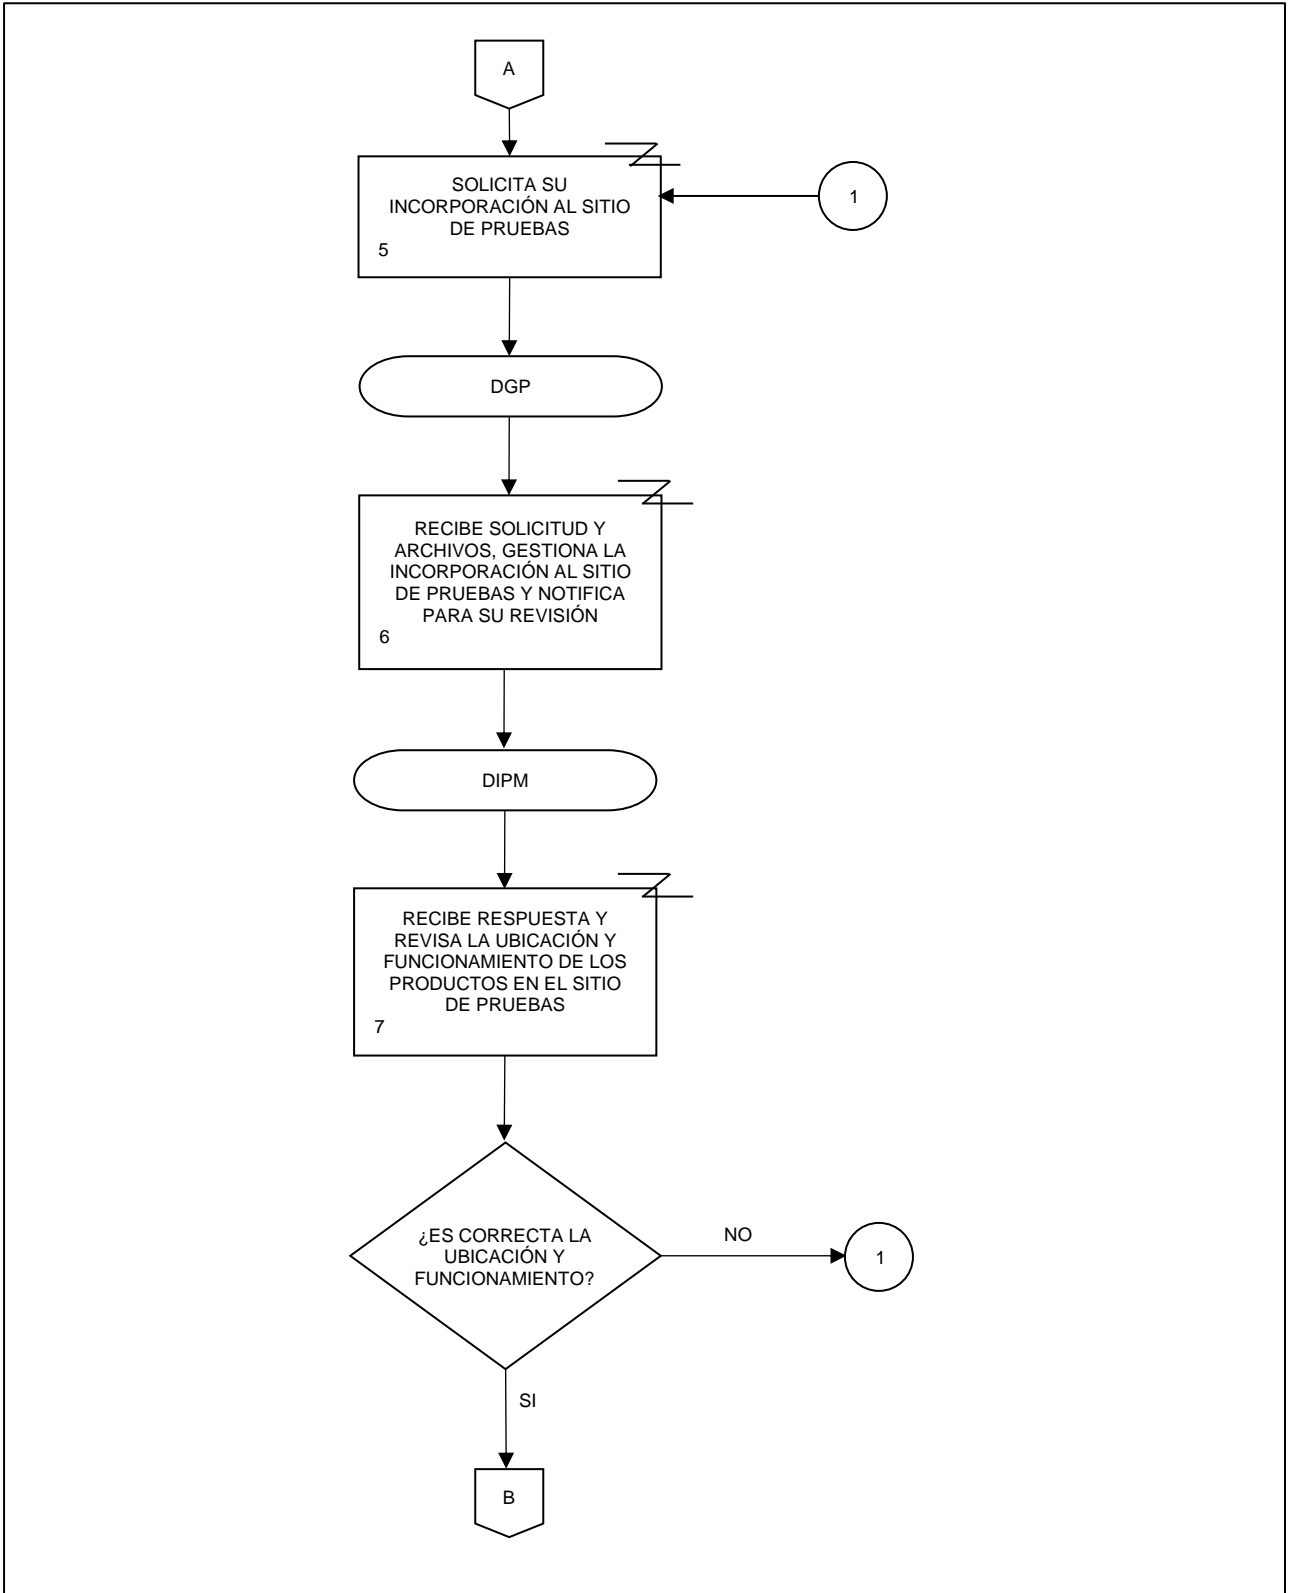 A
SOLICITA SU
INCORPORACIÓN AL SITIO
DE PRUEBAS
5
1
DGP
RECIBE SOLICITUD Y
ARCHIVOS, GESTIONA LA
INCORPORACIÓN AL SITIO
DE PRUEBAS Y NOTIFICA
PARA SU REVISIÓN
6
DIPM
RECIBE RESPUESTA Y
REVISA LA UBICACIÓN Y
FUNCIONAMIENTO DE LOS
PRODUCTOS EN EL SITIO
DE PRUEBAS
7
¿ES CORRECTA LA
UBICACIÓN Y
FUNCIONAMIENTO?
NO
1
SI
B